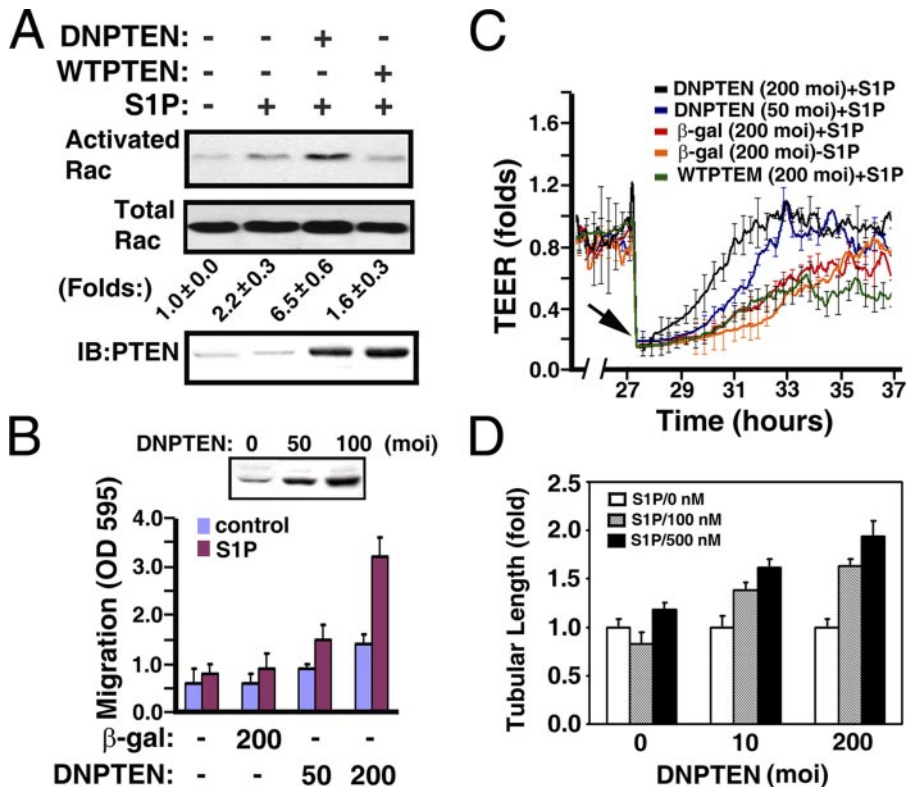 A
DNPTEN: - - + -
WTPTEN: - - - +
S1P: - + + +
Activated Rac
Total Rac
(Folds:) 1.0±0.0 2.2±0.3 6.5±0.6 1.6±0.3
IB:PTEN
B
DNPTEN: 0 50 100 (moi)
control
S1P
Migration (OD 595)
4.0
3.0
2.0
1.0
0.0
β-gal: - 200 - -
DNPTEN: - - 50 200
C
DNPTEN (200 moi)+S1P
DNPTEN (50 moi)+S1P
β-gal (200 moi)+S1P
β-gal (200 moi)-S1P
WTPTEM (200 moi)+S1P
TEER (folds)
1.6
1.2
0.8
0.4
0.0
27 29 31 33 35 37
Time (hours)
D
S1P/0 nM
S1P/100 nM
S1P/500 nM
Tubular Length (fold)
2.5
2.0
1.5
1.0
0.5
0.0
0 10 200
DNPTEN (moi)